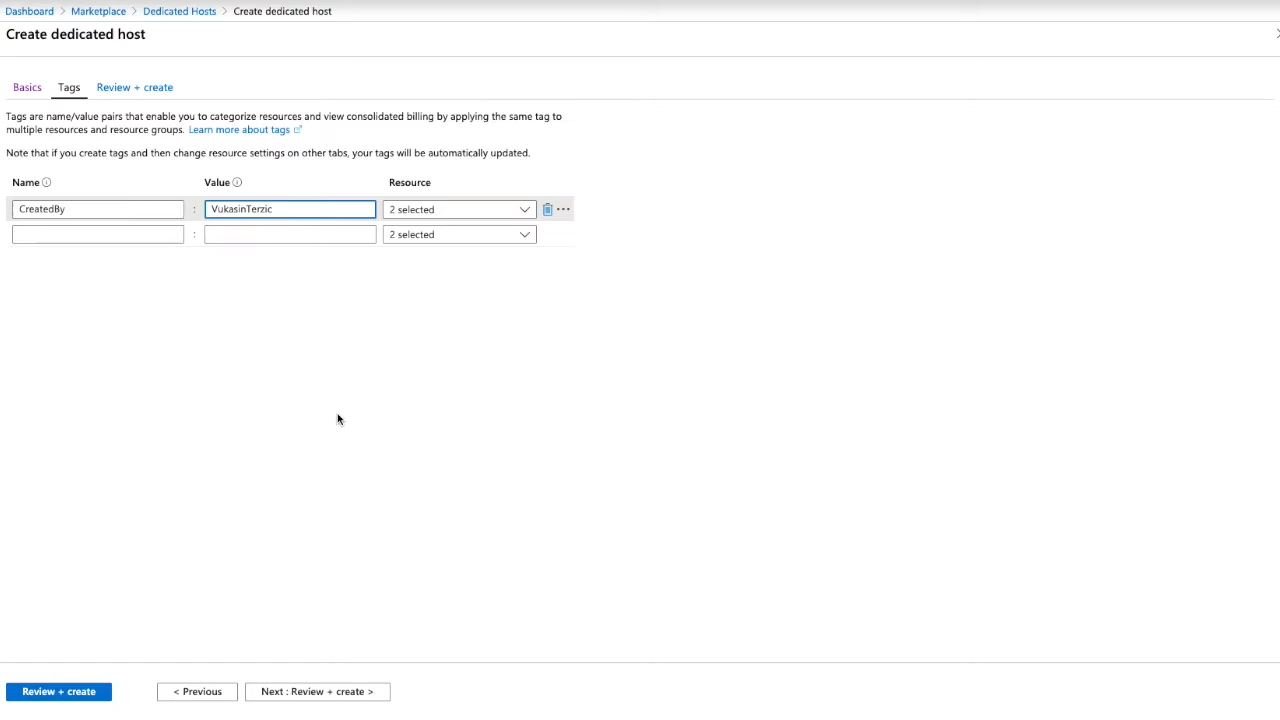 Dashboard > Marketplace > Dedicated Hosts > Create dedicated host
Create dedicated host
Basics Tags Review + create
Tags are name/value pairs that enable you to categorize resources and view consolidated billing by applying the same tag to
multiple resources and resource groups. Learn more about tags
Note that if you create tags and then change resource settings on other tabs, your tags will be automatically updated.
Name Value Resource
CreatedBy : VukasinTerzic 2 selected
: 2 selected
Review + create < Previous Next : Review + create >